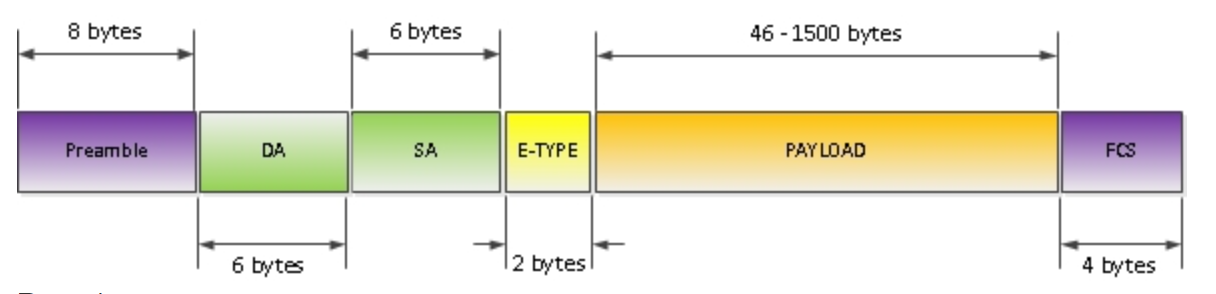 8 bytes
6 bytes
46 - 1500 bytes
Preamble
DA
SA
E-TYPE
PAYLOAD
FCS
6 bytes
2 bytes
4 bytes